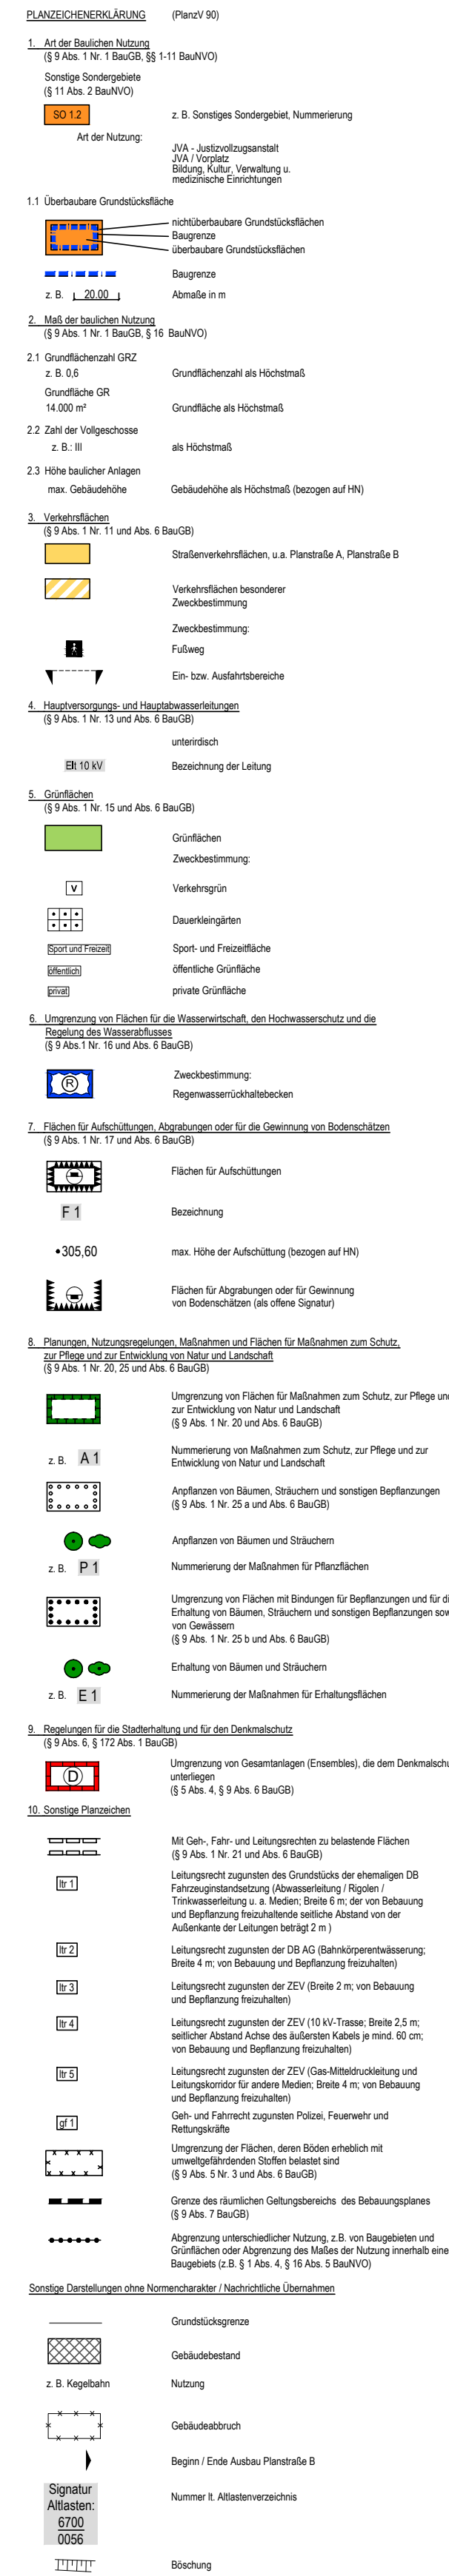 PLANZEICHENERKLÄRUNG (PlanzV 90)
1. Art der Baulichen Nutzung
(§ 9 Abs. 1 Nr. 1 BauGB, §§ 1-11 BauNVO)
Sonstige Sondergebiete
(§ 11 Abs. 2 BauNVO)
SO 1.2 z. B. Sonstiges Sondergebiet, Nummerierung
Art der Nutzung:
JVA - Justizvollzugsanstalt
JVA / Vorplatz
Bildung, Kultur, Verwaltung u.
medizinische Einrichtungen
1.1 Überbaubare Grundstücksfläche
nichtüberbaubare Grundstücksflächen
Baugrenze
überbaubare Grundstücksflächen
Baugrenze
z. B. 20.00 Abmaße in m
2. Maß der baulichen Nutzung
(§ 9 Abs. 1 Nr. 1 BauGB, § 16 BauNVO)
2.1 Grundflächenzahl GRZ
z. B. 0,6 Grundflächenzahl als Höchstmaß
Grundfläche GR
14.000 m² Grundfläche als Höchstmaß
2.2 Zahl der Vollgeschosse
z. B.: III als Höchstmaß
2.3 Höhe baulicher Anlagen
max. Gebäudehöhe Gebäudehöhe als Höchstmaß (bezogen auf HN)
3. Verkehrsflächen
(§ 9 Abs. 1 Nr. 11 und Abs. 6 BauGB)
Straßenverkehrsflächen, u.a. Planstraße A, Planstraße B
Verkehrsflächen besonderer
Zweckbestimmung
Zweckbestimmung:
Fußweg
Ein- bzw. Ausfahrtsbereiche
4. Hauptversorgungs- und Hauptabwasserleitungen
(§ 9 Abs. 1 Nr. 13 und Abs. 6 BauGB)
unterirdisch
Elt 10 kV Bezeichnung der Leitung
5. Grünflächen
(§ 9 Abs. 1 Nr. 15 und Abs. 6 BauGB)
Grünflächen
Zweckbestimmung:
V Verkehrsgrün
Dauerkleingärten
Sport und Freizeit Sport- und Freizeitfläche
öffentlich öffentliche Grünfläche
privat private Grünfläche
6. Umgrenzung von Flächen für die Wasserwirtschaft, den Hochwasserschutz und die
Regelung des Wasserabflusses
(§ 9 Abs.1 Nr. 16 und Abs. 6 BauGB)
Zweckbestimmung:
R Regenwasserrückhaltebecken
7. Flächen für Aufschüttungen, Abgrabungen oder für die Gewinnung von Bodenschätzen
(§ 9 Abs. 1 Nr. 17 und Abs. 6 BauGB)
Flächen für Aufschüttungen
F 1 Bezeichnung
•305,60 max. Höhe der Aufschüttung (bezogen auf HN)
Flächen für Abgrabungen oder für Gewinnung
von Bodenschätzen (als offene Signatur)
8. Planungen, Nutzungsregelungen, Maßnahmen und Flächen für Maßnahmen zum Schutz,
zur Pflege und zur Entwicklung von Natur und Landschaft
(§ 9 Abs. 1 Nr. 20, 25 und Abs. 6 BauGB)
Umgrenzung von Flächen für Maßnahmen zum Schutz, zur Pflege und
zur Entwicklung von Natur und Landschaft
(§ 9 Abs. 1 Nr. 20 und Abs. 6 BauGB)
z. B. A 1 Nummerierung von Maßnahmen zum Schutz, zur Pflege und zur
Entwicklung von Natur und Landschaft
Anpflanzen von Bäumen, Sträuchern und sonstigen Bepflanzungen
(§ 9 Abs. 1 Nr. 25 a und Abs. 6 BauGB)
Anpflanzen von Bäumen und Sträuchern
z. B. P 1 Nummerierung der Maßnahmen für Pflanzflächen
Umgrenzung von Flächen mit Bindungen für Bepflanzungen und für di
Erhaltung von Bäumen, Sträuchern und sonstigen Bepflanzungen sow
von Gewässern
(§ 9 Abs. 1 Nr. 25 b und Abs. 6 BauGB)
Erhaltung von Bäumen und Sträuchern
z. B. E 1 Nummerierung der Maßnahmen für Erhaltungsflächen
9. Regelungen für die Stadterhaltung und für den Denkmalschutz
(§ 9 Abs. 6, § 172 Abs. 1 BauGB)
D Umgrenzung von Gesamtanlagen (Ensembles), die dem Denkmalschu
unterliegen
(§ 5 Abs. 4, § 9 Abs. 6 BauGB)
10. Sonstige Planzeichen
Mit Geh-, Fahr- und Leitungsrechten zu belastende Flächen
(§ 9 Abs. 1 Nr. 21 und Abs. 6 BauGB)
ltr 1 Leitungsrecht zugunsten des Grundstücks der ehemaligen DB
Fahrzeuginstandsetzung (Abwasserleitung / Rigolen /
Trinkwasserleitung u. a. Medien; Breite 6 m; der von Bebauung
und Bepflanzung freizuhaltende seitliche Abstand von der
Außenkante der Leitungen beträgt 2 m )
ltr 2 Leitungsrecht zugunsten der DB AG (Bahnkörperentwässerung;
Breite 4 m; von Bebauung und Bepflanzung freizuhalten)
ltr 3 Leitungsrecht zugunsten der ZEV (Breite 2 m; von Bebauung
und Bepflanzung freizuhalten)
ltr 4 Leitungsrecht zugunsten der ZEV (10 kV-Trasse; Breite 2,5 m;
seitlicher Abstand Achse des äußersten Kabels je mind. 60 cm;
von Bebauung und Bepflanzung freizuhalten)
ltr 5 Leitungsrecht zugunsten der ZEV (Gas-Mitteldruckleitung und
Leitungskorridor für andere Medien; Breite 4 m; von Bebauung
und Bepflanzung freizuhalten)
gf 1 Geh- und Fahrrecht zugunsten Polizei, Feuerwehr und
Rettungskräfte
Umgrenzung der Flächen, deren Böden erheblich mit
umweltgefährdenden Stoffen belastet sind
(§ 9 Abs. 5 Nr. 3 und Abs. 6 BauGB)
Grenze des räumlichen Geltungsbereichs des Bebauungsplanes
(§ 9 Abs. 7 BauGB)
Abgrenzung unterschiedlicher Nutzung, z.B. von Baugebieten und
Grünflächen oder Abgrenzung des Maßes der Nutzung innerhalb eine
Baugebiets (z.B. § 1 Abs. 4, § 16 Abs. 5 BauNVO)
Sonstige Darstellungen ohne Normencharakter / Nachrichtliche Übernahmen
Grundstücksgrenze
Gebäudebestand
z. B. Kegelbahn Nutzung
Gebäudeabbruch
Beginn / Ende Ausbau Planstraße B
Signatur Nummer lt. Altlastenverzeichnis
Altlasten:
6700
0056
Böschung